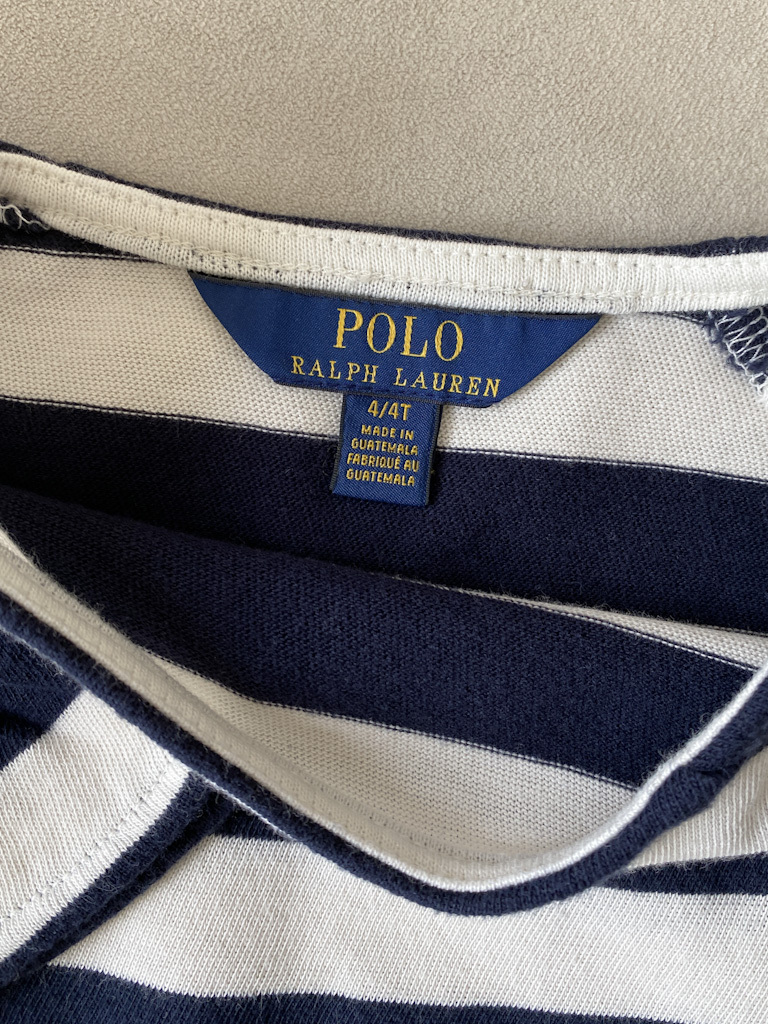 POLO
RALPH LAUREN
4/4T
MADE IN
GUATEMALA
FABRIQUÉ AU
GUATEMALA